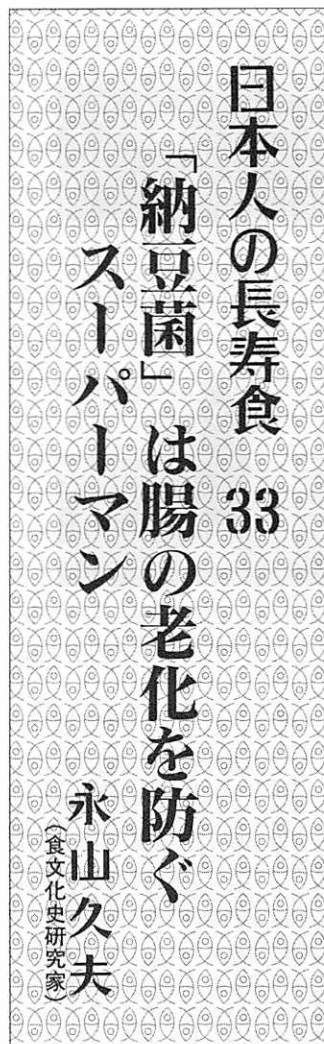 日本人の長寿食 33
「納豆菌」は腸の老化を防ぐ
スーパーマン
永山久夫
（食文化史研究家）